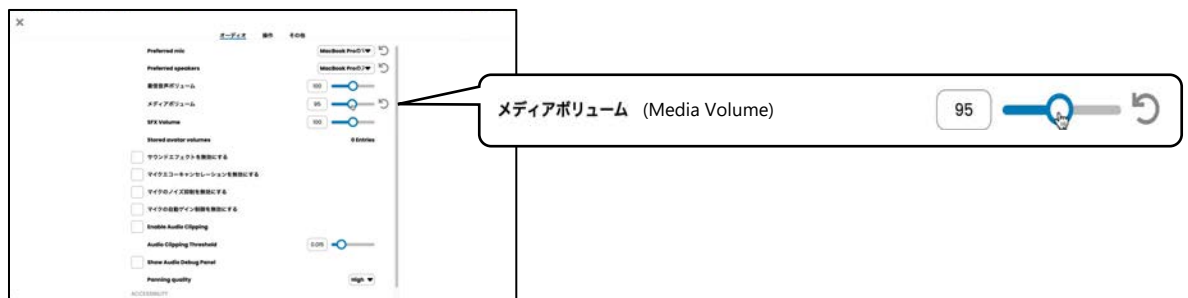 ×
オーディオ 操作 その他
Preferred mic MacBook Proのマ▼
Preferred speakers MacBook Proのス▼
着信音声ボリューム 100
メディアボリューム 95
SFX Volume 100
Stored avatar volumes 0 Entries
サウンドエフェクトを無効にする
マイクエコーキャンセレーションを無効にする
マイクのノイズ抑制を無効にする
マイクの自動ゲイン制御を無効にする
Enable Audio Clipping
Audio Clipping Threshold 0.015
Show Audio Debug Panel
Panning quality High ▼
ACCESSIBILITY
メディアボリューム (Media Volume) 95